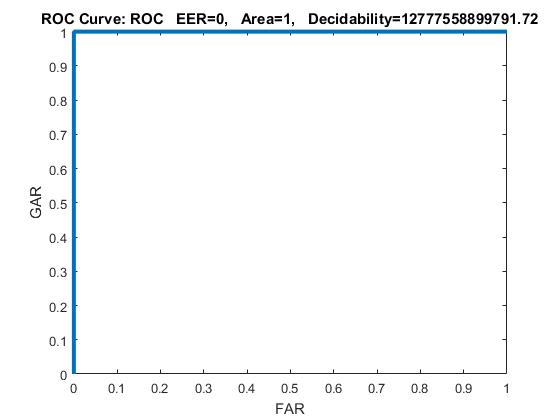 ROC Curve: ROC EER=0, Area=1, Decidability=12777558899791.72
1
0.9
0.8
0.7
0.6
0.5
0.4
0.3
0.2
0.1
0
GAR
0 0.1 0.2 0.3 0.4 0.5 0.6 0.7 0.8 0.9 1
FAR